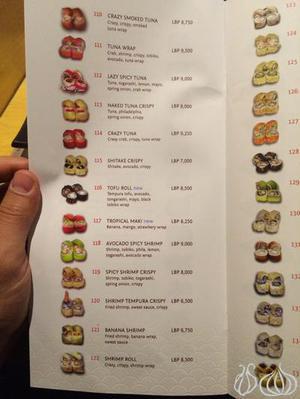 110 CRAZY SMOKED TUNA LBP 8,750
Crazy, crispy, smoked
tuna wrap
111 TUNA WRAP LBP 9,500
Crab, shrimp, crispy, tobiko,
avocado, tuna wrap
112 LAZY SPICY TUNA LBP 8,500
Tuna, togarashi, lemon, mayo,
spring onion, crab wrap
113 NAKED TUNA CRISPY LBP 8,000
Tuna, philadelphia,
spring onion, crispy
114 CRAZY TUNA LBP 9,250
Crazy crab, crispy, tuna wrap
115 SHITAKE CRISPY LBP 7,000
Shitake, avocado, crispy
116 TOFU ROLL new LBP 8,500
Tempura tofu, avocado,
tongarashi, mayo, black
tobiko wrap
117 TROPICAL MAKI new LBP 8,250
Banana, mango, strawbery wrap
118 AVOCADO SPICY SHRIMP LBP 9,000
Shrimp, tobiko, phila, lemon,
togarashi, avocado wrap
119 SPICY SHRIMP CRISPY LBP 8,000
Shrimp, tobiko, togarashi,
spring onion, crispy
120 SHRIMP TEMPURA CRISPY LBP 6,500
Fried shrimp, sweet sauce, crispy
121 BANANA SHRIMP LBP 6,750
Fried shrimp, banana wrap,
sweet sauce
122 SHRIMP ROLL LBP 8,500
Crazy, crispy, shrimp wrap
124
125
126
127
128
129
130
131
132
133
134
135